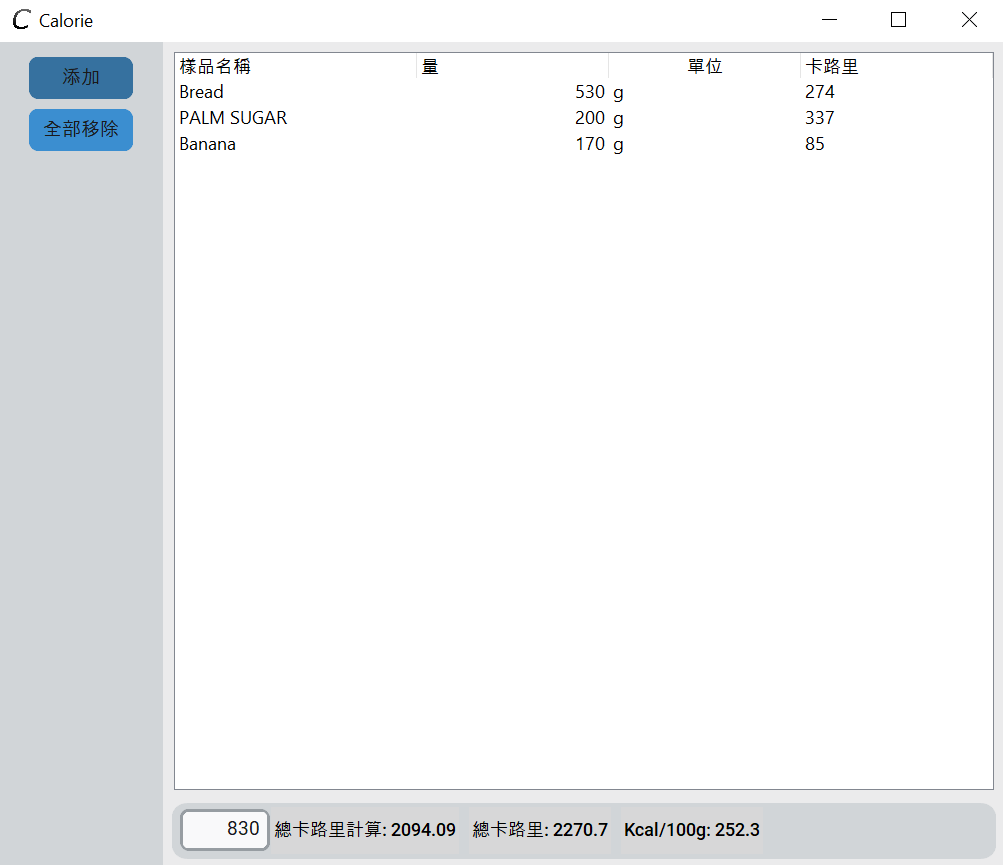 C Calorie
添加
全部移除
樣品名稱 量 單位 卡路里
Bread 530 g 274
PALM SUGAR 200 g 337
Banana 170 g 85
830 總卡路里計算: 2094.09 總卡路里: 2270.7 Kcal/100g: 252.3